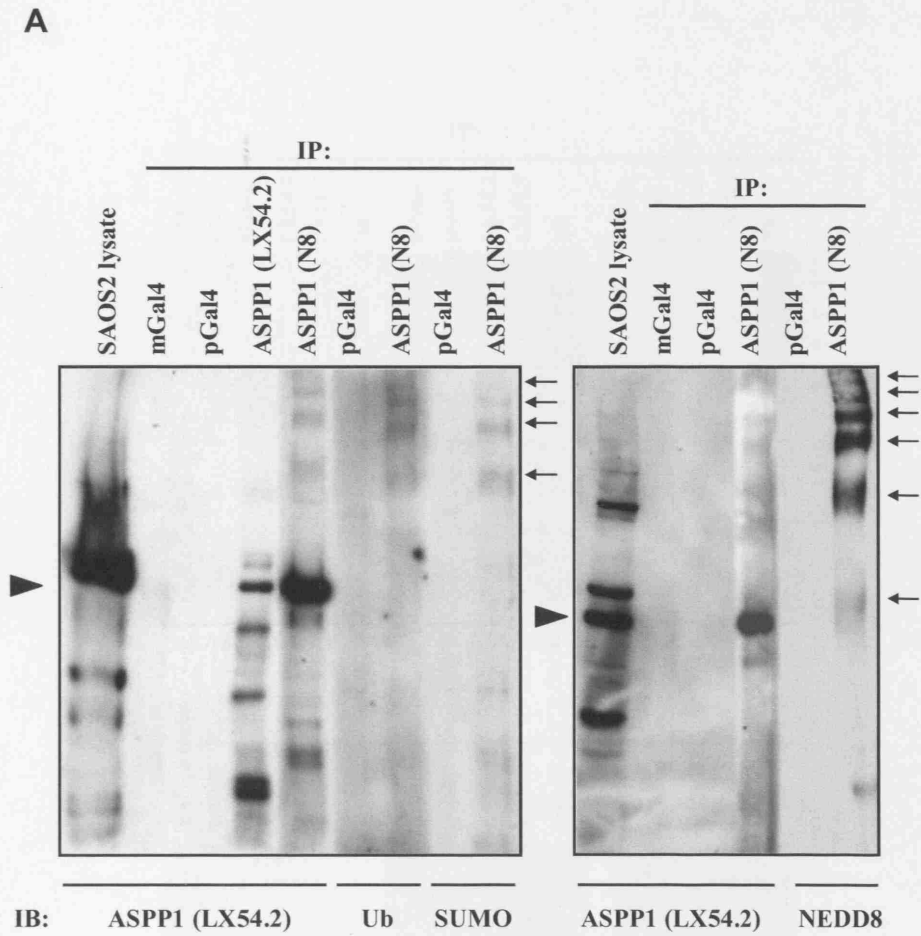 A
IP:
SAOS2 lysate
mGal4
pGal4
ASPP1 (LX54.2)
ASPP1 (N8)
pGal4
ASPP1 (N8)
pGal4
ASPP1 (N8)
IP:
SAOS2 lysate
mGal4
pGal4
ASPP1 (N8)
pGal4
ASPP1 (N8)
IB: ASPP1 (LX54.2) Ub SUMO ASPP1 (LX54.2) NEDD8